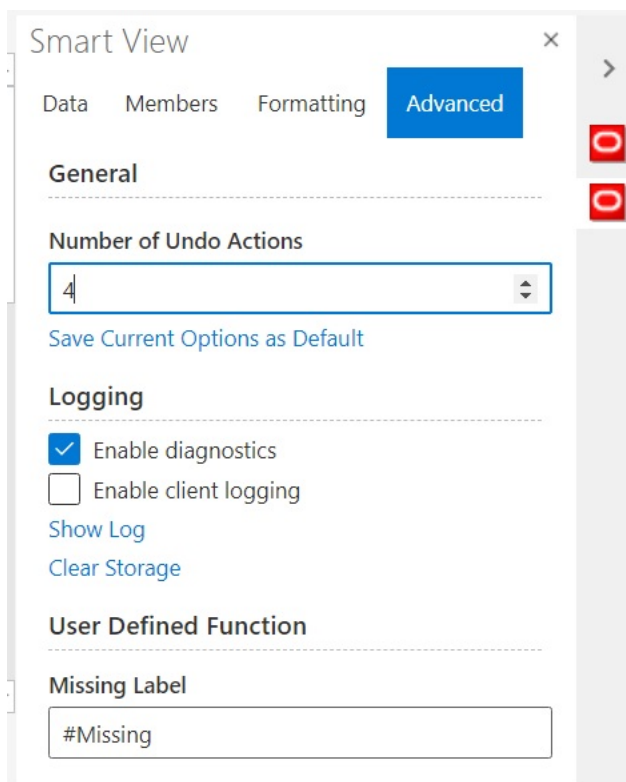 Smart View
Data Members Formatting Advanced
General
Number of Undo Actions
4
Save Current Options as Default
Logging
Enable diagnostics
Enable client logging
Show Log
Clear Storage
User Defined Function
Missing Label
#Missing